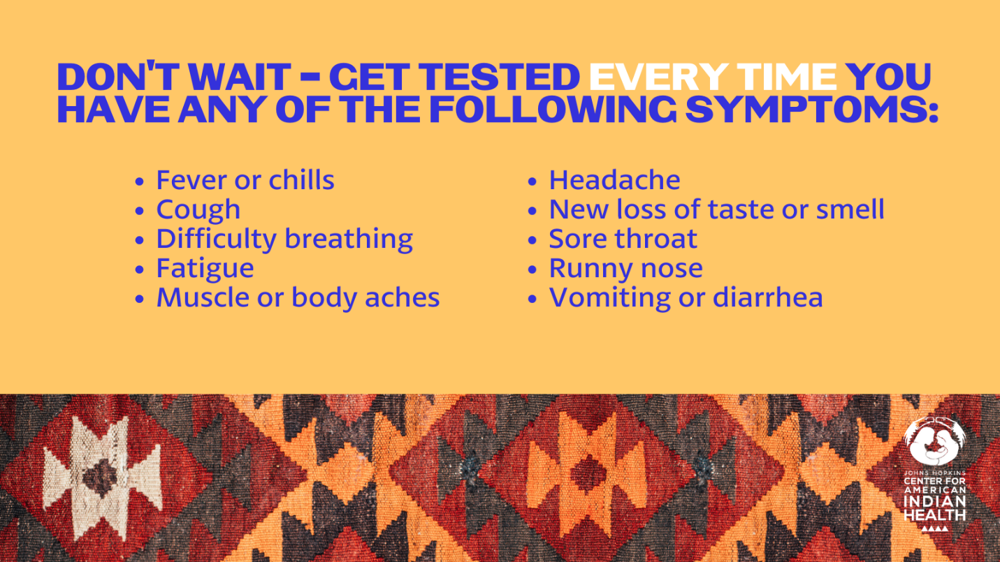 DON'T WAIT – GET TESTED EVERY TIME YOU
HAVE ANY OF THE FOLLOWING SYMPTOMS:
• Fever or chills
• Cough
• Difficulty breathing
• Fatigue
• Muscle or body aches
• Headache
• New loss of taste or smell
• Sore throat
• Runny nose
• Vomiting or diarrhea
JOHNS HOPKINS
CENTER FOR
AMERICAN
INDIAN
HEALTH